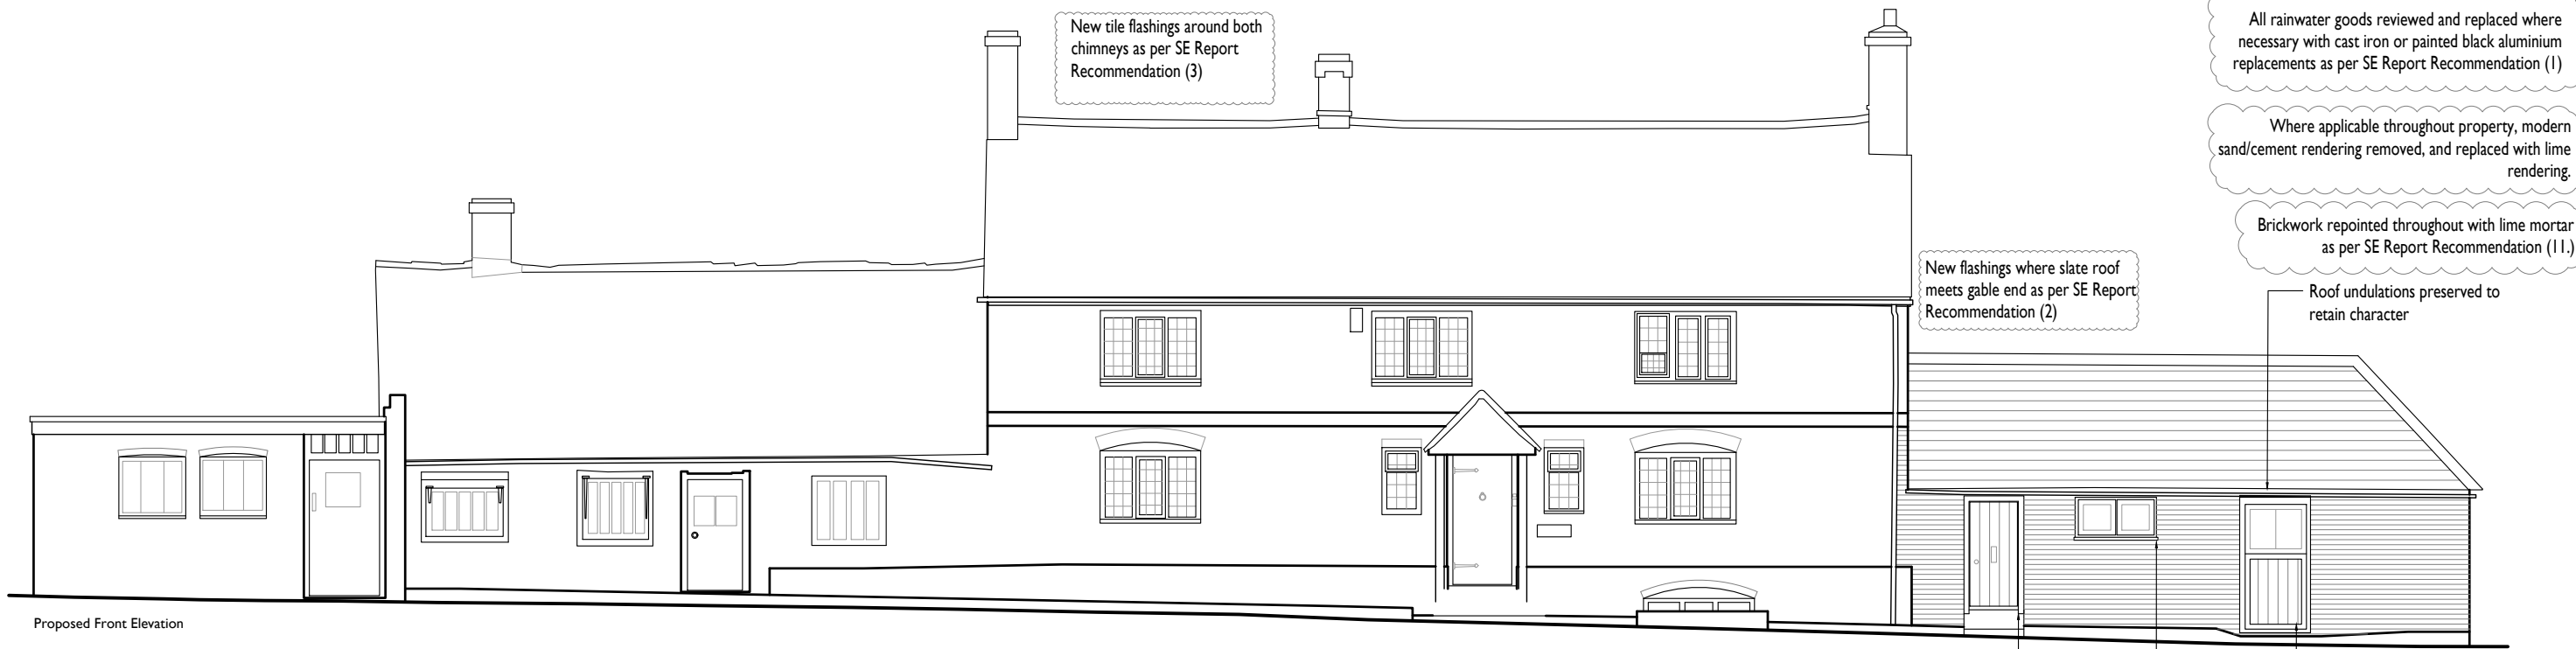 New tile flashings around both
chimneys as per SE Report
Recommendation (3)
All rainwater goods reviewed and replaced where
necessary with cast iron or painted black aluminium
replacements as per SE Report Recommendation (1)
Where applicable throughout property, modern
sand/cement rendering removed, and replaced with lime
rendering.
Brickwork repointed throughout with lime mortar
as per SE Report Recommendation (11.)
New flashings where slate roof
meets gable end as per SE Report
Recommendation (2)
Roof undulations preserved to
retain character
Proposed Front Elevation